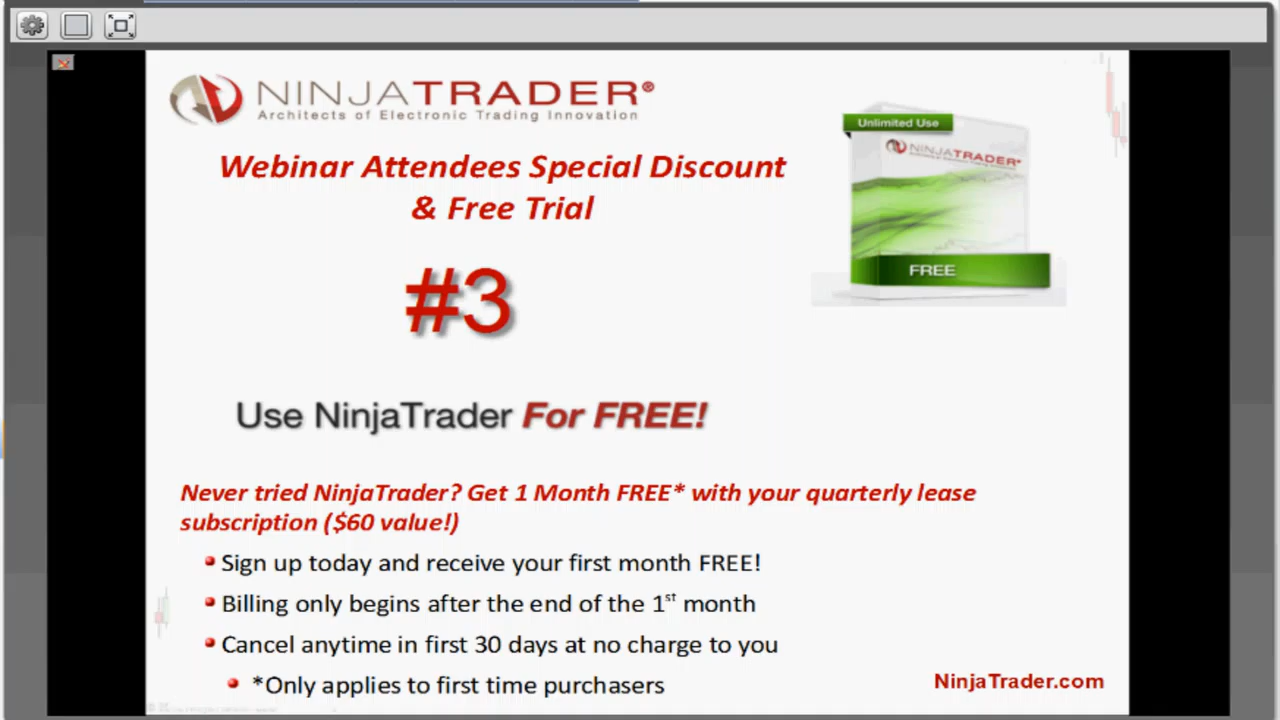 NINJATRADER®
Architects of Electronic Trading Innovation
Webinar Attendees Special Discount
& Free Trial
Unlimited Use
NINJATRADER®
FREE
#3
Use NinjaTrader For FREE!
Never tried NinjaTrader? Get 1 Month FREE* with your quarterly lease
subscription ($60 value!)
Sign up today and receive your first month FREE!
Billing only begins after the end of the 1st month
Cancel anytime in first 30 days at no charge to you
*Only applies to first time purchasers
NinjaTrader.com